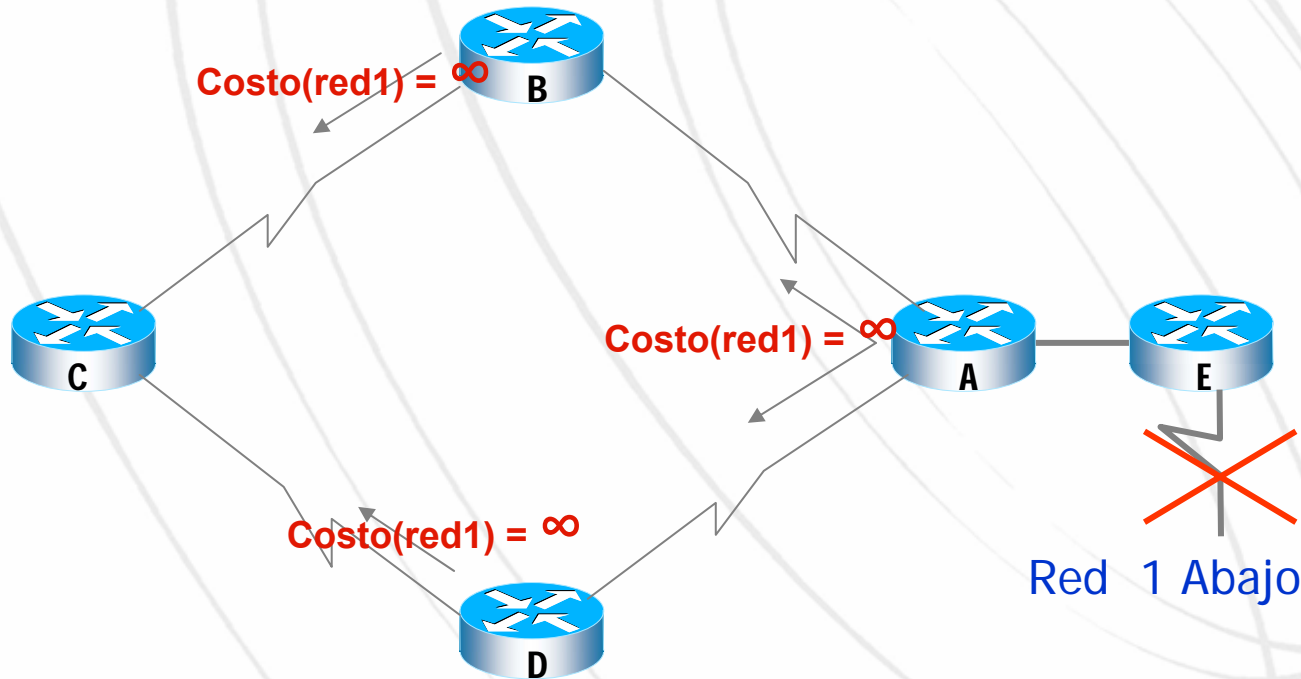 B
Costo(red1) = ∞
C
Costo(red1) = ∞
A
E
Costo(red1) = ∞
D
Red 1 Abajo